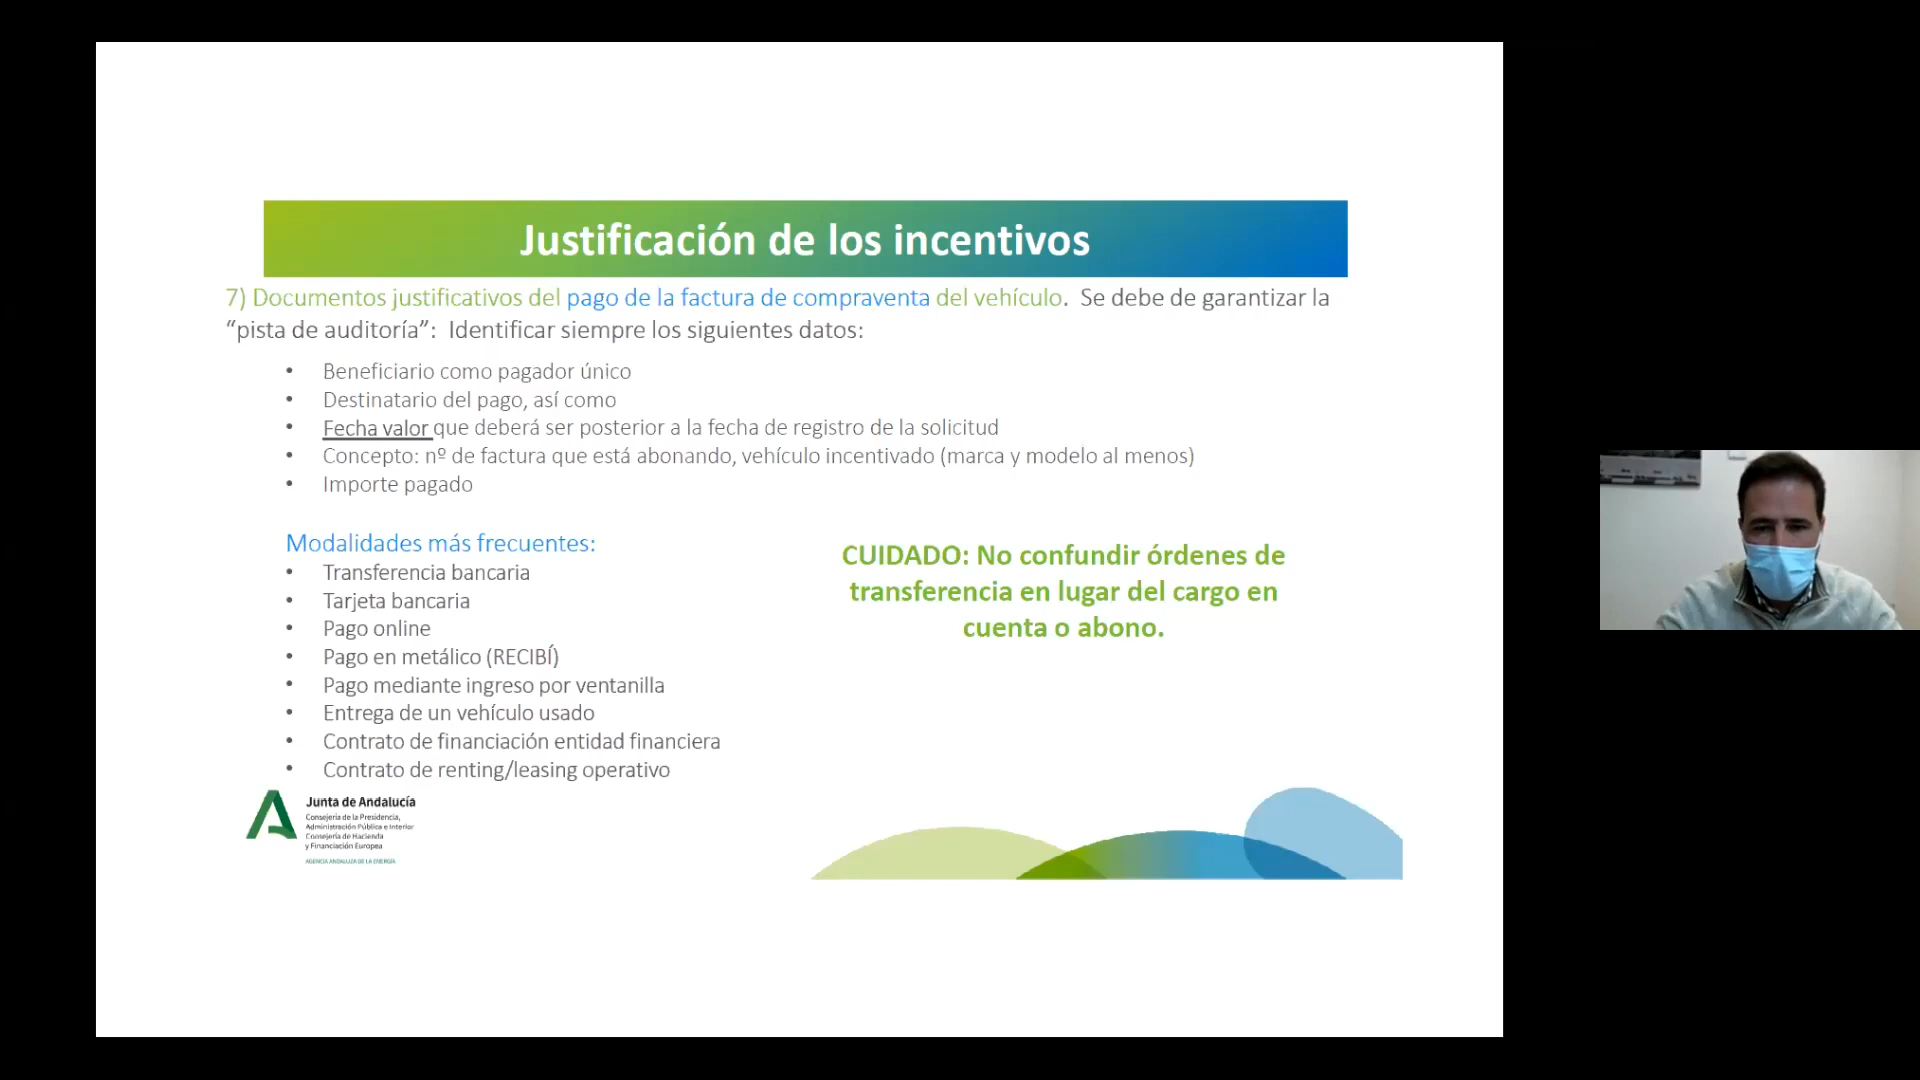 Justificación de los incentivos
7) Documentos justificativos del pago de la factura de compraventa del vehículo.  Se debe de garantizar la
“pista de auditoría”:  Identificar siempre los siguientes datos:
• Beneficiario como pagador único
• Destinatario del pago, así como
• Fecha valor que deberá ser posterior a la fecha de registro de la solicitud
• Concepto: nº de factura que está abonando, vehículo incentivado (marca y modelo al menos)
• Importe pagado
Modalidades más frecuentes:
• Transferencia bancaria
• Tarjeta bancaria
• Pago online
• Pago en metálico (RECIBÍ)
• Pago mediante ingreso por ventanilla
• Entrega de un vehículo usado
• Contrato de financiación entidad financiera
• Contrato de renting/leasing operativo
CUIDADO: No confundir órdenes de
transferencia en lugar del cargo en
cuenta o abono.
Junta de Andalucía
Consejería de la Presidencia,
Administración Pública e Interior
Consejería de Hacienda
y Financiación Europea
AGENCIA ANDALUZA DE LA ENERGÍA